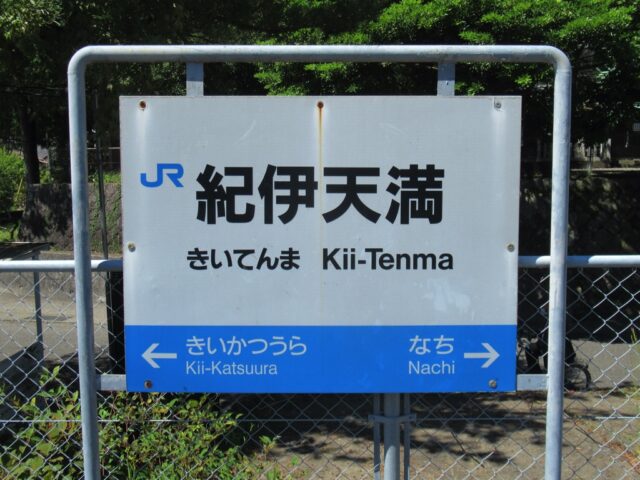 JR 紀伊天満
きいてんま Kii-Tenma
← きいかつうら なち →
Kii-Katsuura Nachi